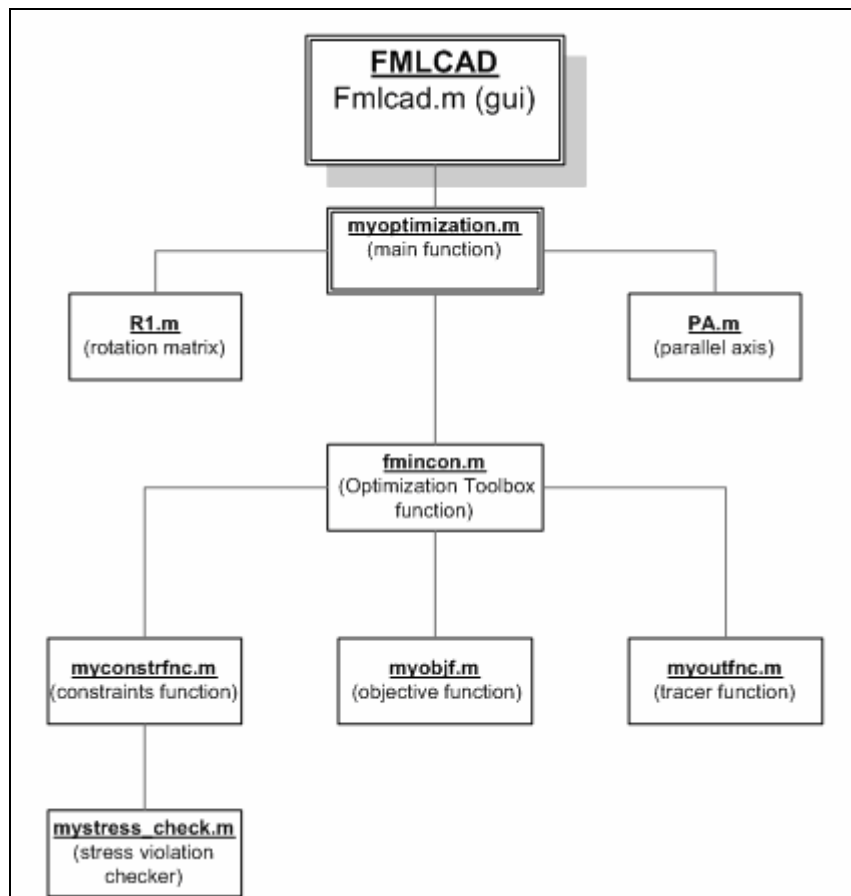 FMLCAD
Fmlcad.m (gui)
myoptimization.m
(main function)
R1.m
(rotation matrix)
PA.m
(parallel axis)
fmincon.m
(Optimization Toolbox
function)
myconstrfnc.m
(constraints function)
myobjf.m
(objective function)
myoutfnc.m
(tracer function)
mystress_check.m
(stress violation
checker)